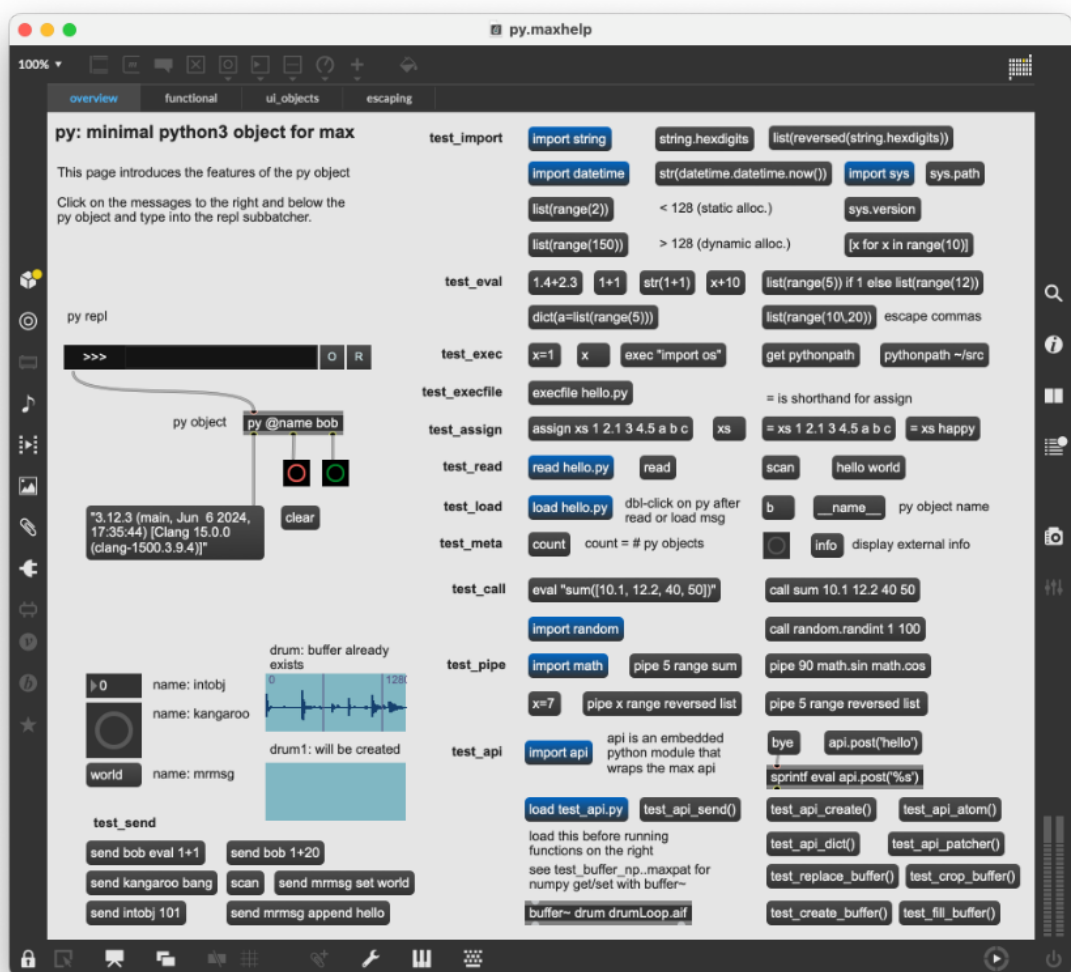 py.maxhelp
100%
overview functional ui_objects escaping
py: minimal python3 object for max
This page introduces the features of the py object
Click on the messages to the right and below the
py object and type into the repl subbatcher.
py repl
>>> O R
py object py @name bob
"3.12.3 (main, Jun 6 2024,
17:35:44) [Clang 15.0.0
(clang-1500.3.9.4)]"
clear
drum: buffer already
exists
0 name: intobj
0 128
name: kangaroo
drum1: will be created
world name: mrmsg
test_send
send bob eval 1+1 send bob 1+20
send kangaroo bang scan send mrmsg set world
send intobj 101 send mrmsg append hello
test_import import string string.hexdigits list(reversed(string.hexdigits))
import datetime str(datetime.datetime.now()) import sys sys.path
list(range(2)) < 128 (static alloc.) sys.version
list(range(150)) > 128 (dynamic alloc.) [x for x in range(10)]
test_eval 1.4+2.3 1+1 str(1+1) x+10 list(range(5)) if 1 else list(range(12))
dict(a=list(range(5))) list(range(10\,20)) escape commas
test_exec x=1 x exec "import os" get pythonpath pythonpath ~/src
test_execfile execfile hello.py = is shorthand for assign
test_assign assign xs 1 2.1 3 4.5 a b c xs = xs 1 2.1 3 4.5 a b c = xs happy
test_read read hello.py read scan hello world
test_load load hello.py dbl-click on py after
read or load msg
b __name__ py object name
test_meta count count = # py objects info display external info
test_call eval "sum([10.1, 12.2, 40, 50])" call sum 10.1 12.2 40 50
import random call random.randint 1 100
test_pipe import math pipe 5 range sum pipe 90 math.sin math.cos
x=7 pipe x range reversed list pipe 5 range reversed list
test_api import api api is an embedded
python module that
wraps the max api
bye api.post('hello')
sprintf eval api.post('%s')
load test_api.py test_api_send() test_api_create() test_api_atom()
load this before running
functions on the right
test_api_dict() test_api_patcher()
see test_buffer_np..maxpat for
numpy get/set with buffer~
test_replace_buffer() test_crop_buffer()
buffer~ drum drumLoop.aif test_create_buffer() test_fill_buffer()